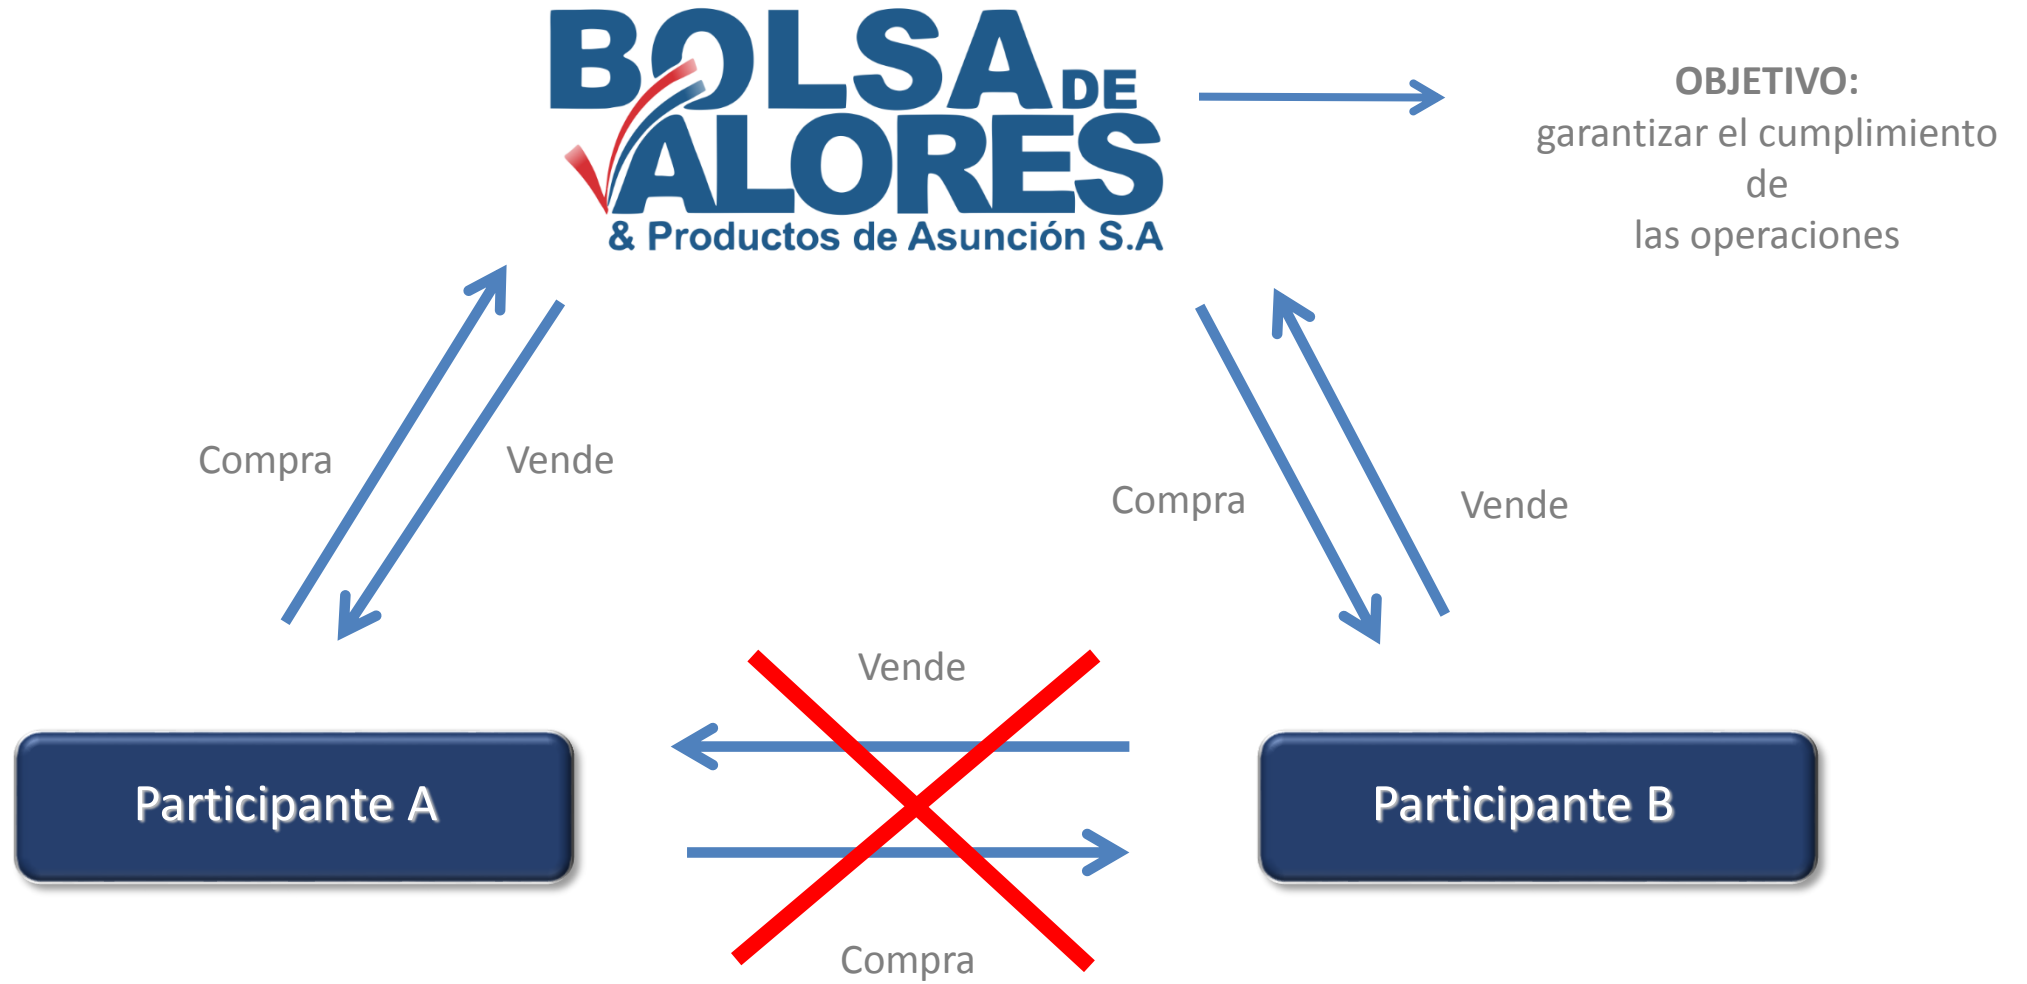 BOLSA DE
VALORES
& Productos de Asunción S.A
OBJETIVO:
garantizar el cumplimiento
de
las operaciones
Compra
Vende
Compra
Vende
Vende
Participante A
Participante B
Compra